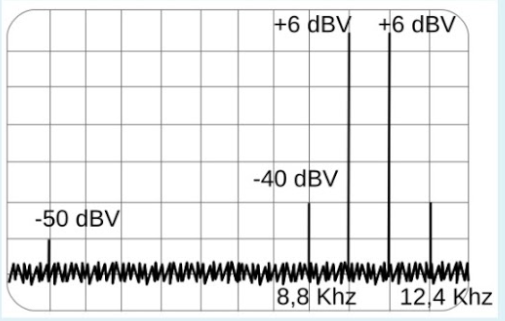 +6 dBV +6 dBV
-40 dBV
-50 dBV
8,8 Khz 12,4 Khz